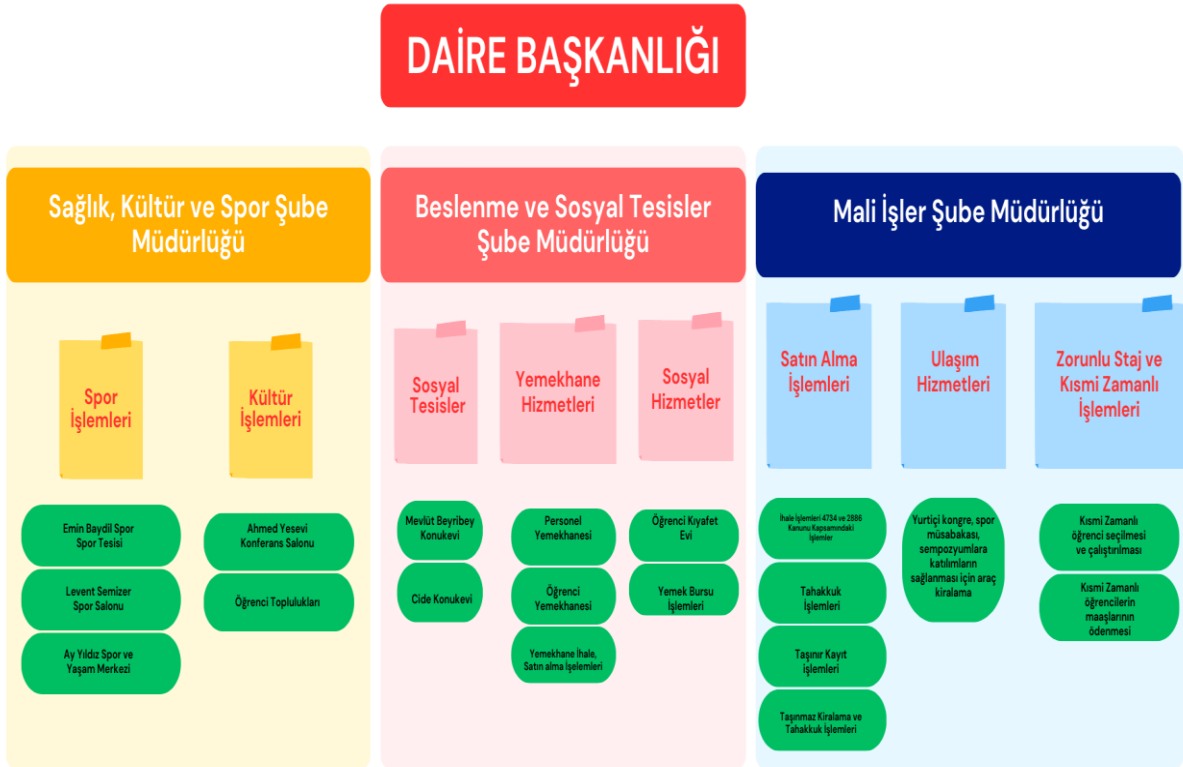 DAİRE BAŞKANLIĞI
Sağlık, Kültür ve Spor Şube
Müdürlüğü
Spor
İşlemleri
Emin Baydil Spor
Spor Tesisi
Levent Semizer
Spor Salonu
Ay Yıldız Spor ve
Yaşam Merkezi
Kültür
İşlemleri
Ahmed Yesevi
Konferans Salonu
Öğrenci Toplulukları
Beslenme ve Sosyal Tesisler
Şube Müdürlüğü
Sosyal
Tesisler
Mevlüt Beyribey
Konukevi
Cide Konukevi
Yemekhane
Hizmetleri
Personel
Yemekhanesi
Öğrenci
Yemekhanesi
Yemekhane İhale,
Satın alma İşelemleri
Sosyal
Hizmetler
Öğrenci Kıyafet
Evi
Yemek Bursu
İşlemleri
Mali İşler Şube Müdürlüğü
Satın Alma
İşlemleri
İhale İşlemleri 4734 ve 2886
Kanunu Kapsamındaki
İşlemler
Tahakkuk
İşlemleri
Taşınır Kayıt
işlemleri
Taşınmaz Kiralama ve
Tahakkuk İşlemleri
Ulaşım
Hizmetleri
Yurtiçi kongre, spor
müsabakası,
sempozyumlara
katılımların
sağlanması için araç
kiralama
Zorunlu Staj ve
Kısmi Zamanlı
İşlemleri
Kısmi Zamanlı
öğrenci seçilmesi
ve çalıştırılması
Kısmi Zamanlı
öğrencilerin
maaşlarının
ödenmesi